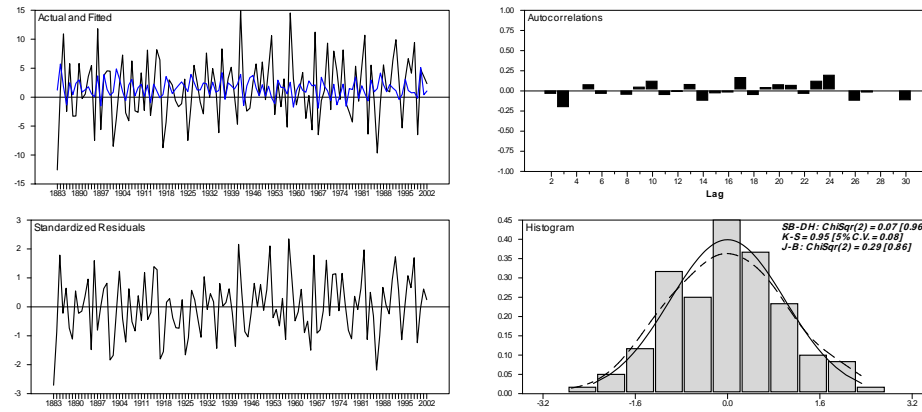 Actual and Fitted
15
10
5
0
-5
-10
-15
1883 1890 1897 1904 1911 1918 1925 1932 1939 1946 1953 1960 1967 1974 1981 1988 1995 2002
Autocorrelations
1.00
0.75
0.50
0.25
0.00
-0.25
-0.50
-0.75
-1.00
2 4 6 8 10 12 14 16 18 20 22 24 26 28 30
Lag
Standardized Residuals
3
2
1
0
-1
-2
-3
1883 1890 1897 1904 1911 1918 1925 1932 1939 1946 1953 1960 1967 1974 1981 1988 1995 2002
Histogram
SB-DH: ChiSqr(2) = 0.07 [0.96
K-S = 0.95 [5% C.V. = 0.08]
J-B: ChiSqr(2) = 0.29 [0.86]
0.45
0.40
0.35
0.30
0.25
0.20
0.15
0.10
0.05
0.00
-3.2 -1.6 0.0 1.6 3.2